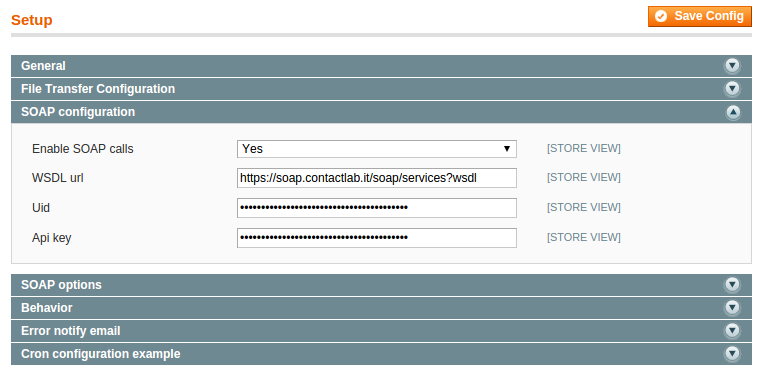 Setup
Save Config
General
File Transfer Configuration
SOAP configuration
Enable SOAP calls Yes [STORE VIEW]
WSDL url https://soap.contactlab.it/soap/services?wsdl [STORE VIEW]
Uid •••••••••••••••••••••••••••••••••••••••• [STORE VIEW]
Api key •••••••••••••••••••••••••••••••••••••••• [STORE VIEW]
SOAP options
Behavior
Error notify email
Cron configuration example